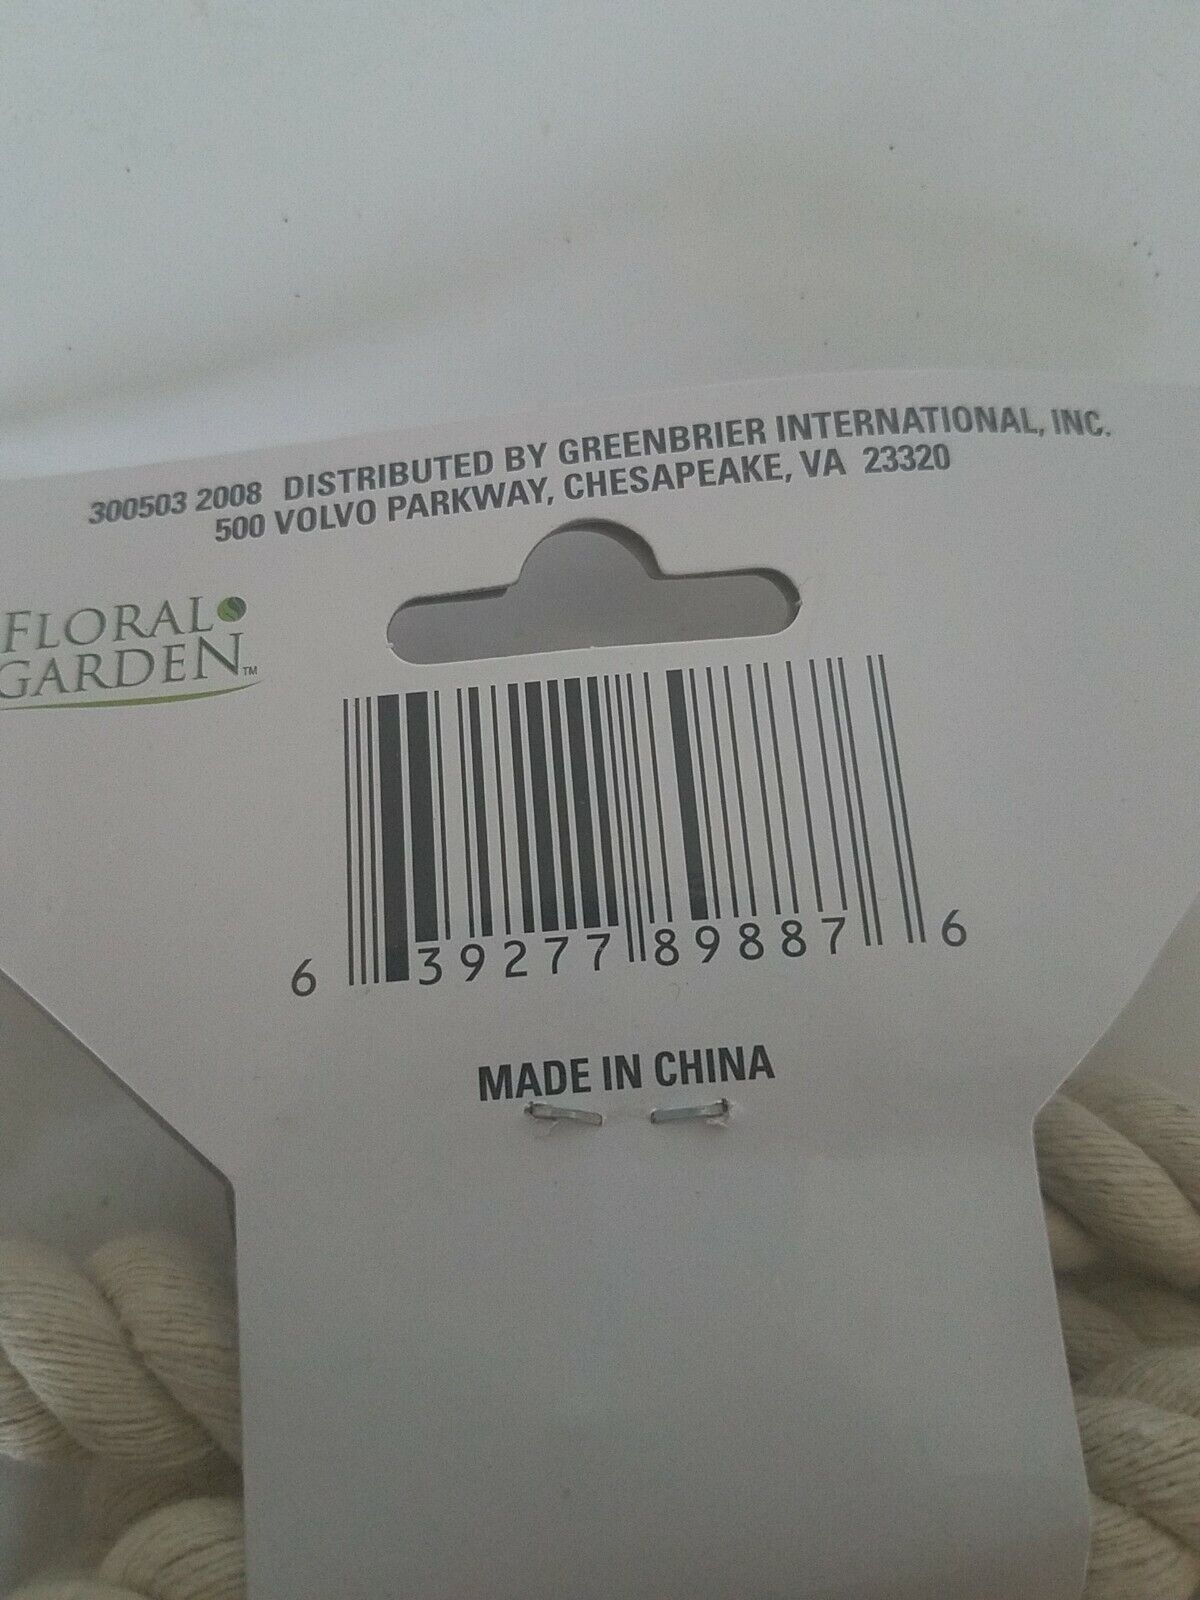 300503 2008 DISTRIBUTED BY GREENBRIER INTERNATIONAL, INC.
500 VOLVO PARKWAY, CHESAPEAKE, VA 23320
FLORAL
GARDEN™
6 39277 89887 6
MADE IN CHINA